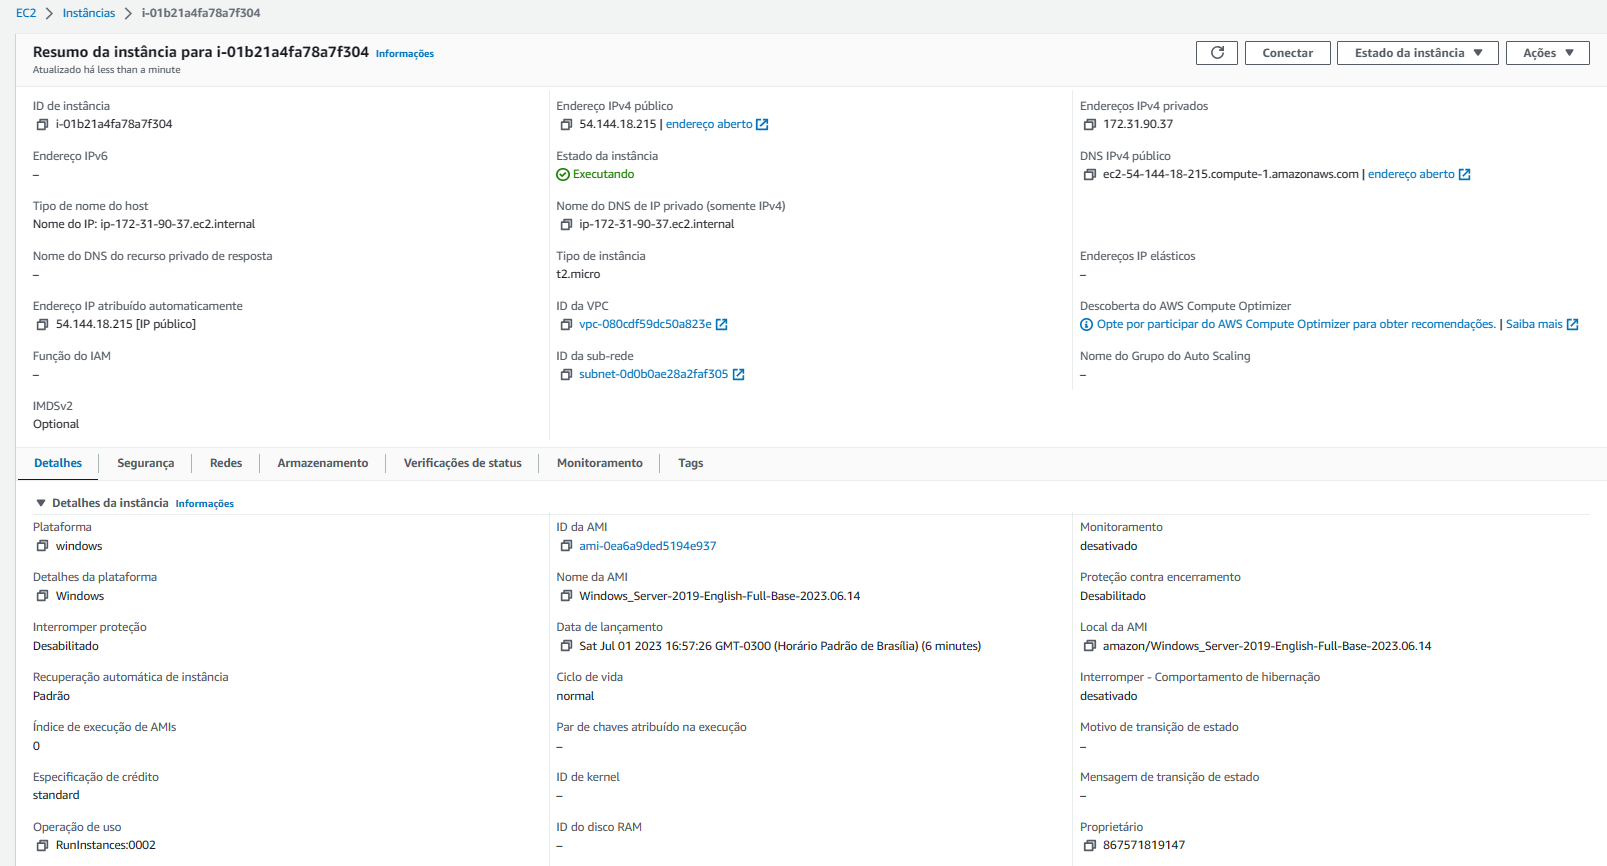 EC2 > Instâncias > i-01b21a4fa78a7f304
Resumo da instância para i-01b21a4fa78a7f304 Informações
Atualizado há less than a minute
Conectar
Estado da instância
Ações
ID de instância
i-01b21a4fa78a7f304
Endereço IPv4 público
54.144.18.215 | endereço aberto
Endereços IPv4 privados
172.31.90.37
Endereço IPv6
–
Estado da instância
Executando
DNS IPv4 público
ec2-54-144-18-215.compute-1.amazonaws.com | endereço aberto
Tipo de nome do host
Nome do IP: ip-172-31-90-37.ec2.internal
Nome do DNS de IP privado (somente IPv4)
ip-172-31-90-37.ec2.internal
Nome do DNS do recurso privado de resposta
–
Tipo de instância
t2.micro
Endereços IP elásticos
–
Endereço IP atribuído automaticamente
54.144.18.215 [IP público]
ID da VPC
vpc-080cdf59dc50a823e
Descoberta do AWS Compute Optimizer
Opte por participar do AWS Compute Optimizer para obter recomendações. | Saiba mais
Função do IAM
–
ID da sub-rede
subnet-0d0b0ae28a2faf305
Nome do Grupo do Auto Scaling
–
IMDSv2
Optional
Detalhes
Segurança
Redes
Armazenamento
Verificações de status
Monitoramento
Tags
Detalhes da instância Informações
Plataforma
windows
ID da AMI
ami-0ea6a9ded5194e937
Monitoramento
desativado
Detalhes da plataforma
Windows
Nome da AMI
Windows_Server-2019-English-Full-Base-2023.06.14
Proteção contra encerramento
Desabilitado
Interromper proteção
Desabilitado
Data de lançamento
Sat Jul 01 2023 16:57:26 GMT-0300 (Horário Padrão de Brasília) (6 minutes)
Local da AMI
amazon/Windows_Server-2019-English-Full-Base-2023.06.14
Recuperação automática de instância
Padrão
Ciclo de vida
normal
Interromper - Comportamento de hibernação
desativado
Índice de execução de AMIs
0
Par de chaves atribuído na execução
–
Motivo de transição de estado
–
Especificação de crédito
standard
ID de kernel
–
Mensagem de transição de estado
–
Operação de uso
RunInstances:0002
ID do disco RAM
–
Proprietário
867571819147